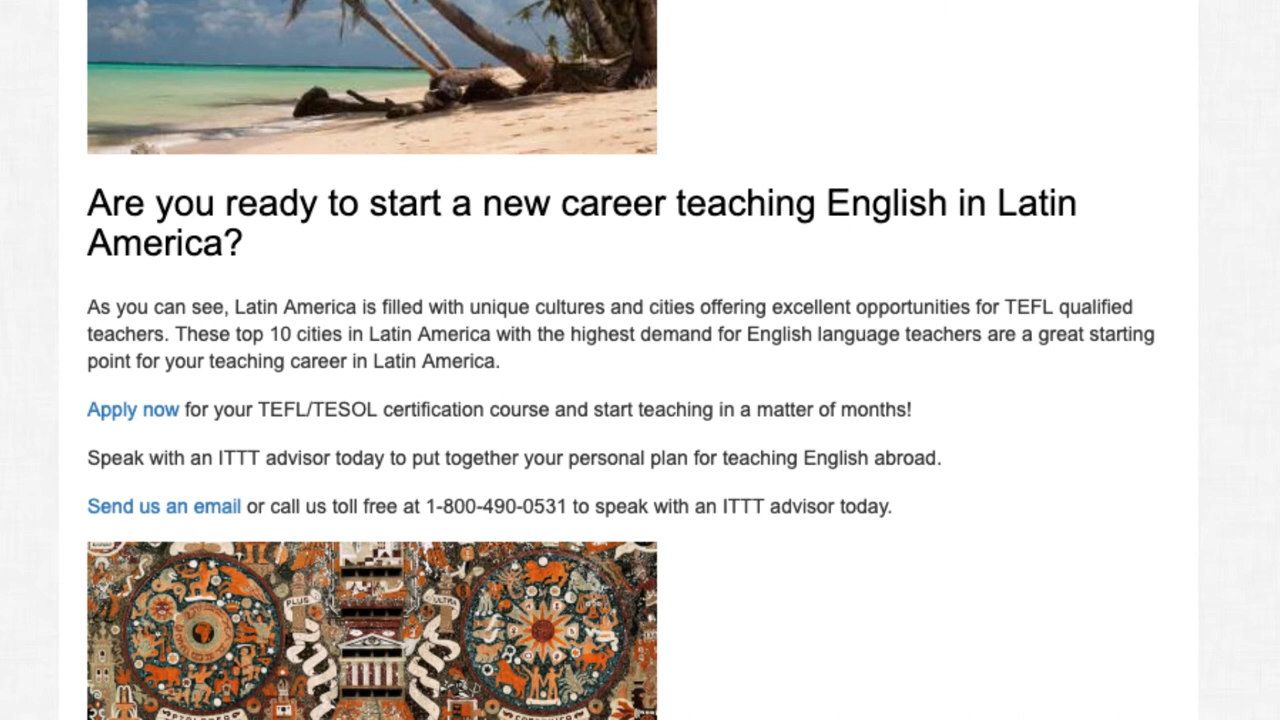 Are you ready to start a new career teaching English in Latin
America?
As you can see, Latin America is filled with unique cultures and cities offering excellent opportunities for TEFL qualified
teachers. These top 10 cities in Latin America with the highest demand for English language teachers are a great starting
point for your teaching career in Latin America.
Apply now for your TEFL/TESOL certification course and start teaching in a matter of months!
Speak with an ITTT advisor today to put together your personal plan for teaching English abroad.
Send us an email or call us toll free at 1-800-490-0531 to speak with an ITTT advisor today.
PLUS
ULTRA